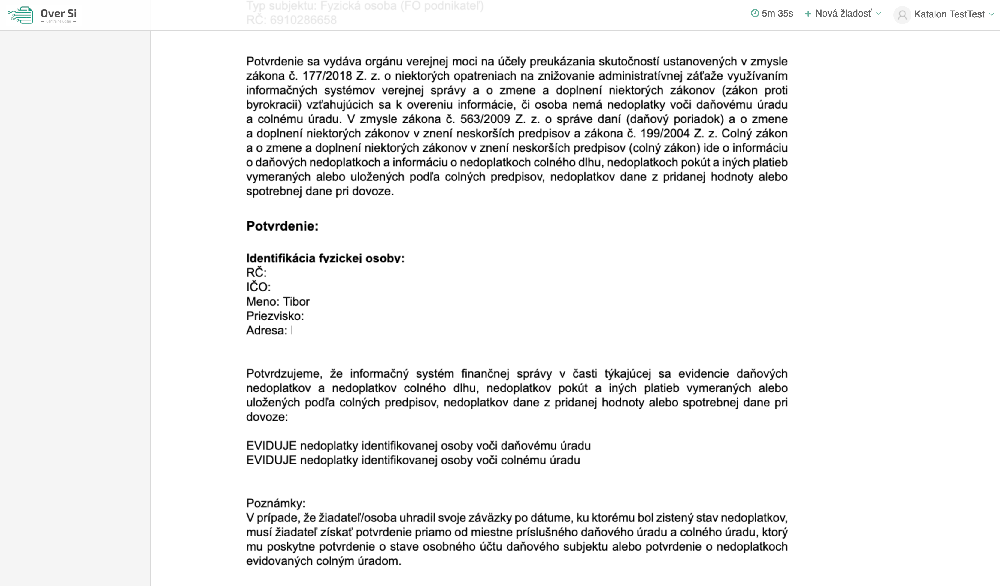 Over Si
— Centrálne údaje —
Typ subjektu: Fyzická osoba (FO podnikateľ)
RČ: 6910286658
5m 35s
+ Nová žiadosť
Katalon TestTest
Potvrdenie sa vydáva orgánu verejnej moci na účely preukázania skutočností ustanovených v zmysle
zákona č. 177/2018 Z. z. o niektorých opatreniach na znižovanie administratívnej záťaže využívaním
informačných systémov verejnej správy a o zmene a doplnení niektorých zákonov (zákon proti
byrokracii) vzťahujúcich sa k overeniu informácie, či osoba nemá nedoplatky voči daňovému úradu
a colnému úradu. V zmysle zákona č. 563/2009 Z. z. o správe daní (daňový poriadok) a o zmene
a doplnení niektorých zákonov v znení neskorších predpisov a zákona č. 199/2004 Z. z. Colný zákon
a o zmene a doplnení niektorých zákonov v znení neskorších predpisov (colný zákon) ide o informáciu
o daňových nedoplatkoch a informáciu o nedoplatkoch colného dlhu, nedoplatkoch pokút a iných platieb
vymeraných alebo uložených podľa colných predpisov, nedoplatkov dane z pridanej hodnoty alebo
spotrebnej dane pri dovoze.
Potvrdenie:
Identifikácia fyzickej osoby:
RČ:
IČO:
Meno: Tibor
Priezvisko:
Adresa:
Potvrdzujeme, že informačný systém finančnej správy v časti týkajúcej sa evidencie daňových
nedoplatkov a nedoplatkov colného dlhu, nedoplatkov pokút a iných platieb vymeraných alebo
uložených podľa colných predpisov, nedoplatkov dane z pridanej hodnoty alebo spotrebnej dane pri
dovoze:
EVIDUJE nedoplatky identifikovanej osoby voči daňovému úradu
EVIDUJE nedoplatky identifikovanej osoby voči colnému úradu
Poznámky:
V prípade, že žiadateľ/osoba uhradil svoje záväzky po dátume, ku ktorému bol zistený stav nedoplatkov,
musí žiadateľ získať potvrdenie priamo od miestne príslušného daňového úradu a colného úradu, ktorý
mu poskytne potvrdenie o stave osobného účtu daňového subjektu alebo potvrdenie o nedoplatkoch
evidovaných colným úradom.